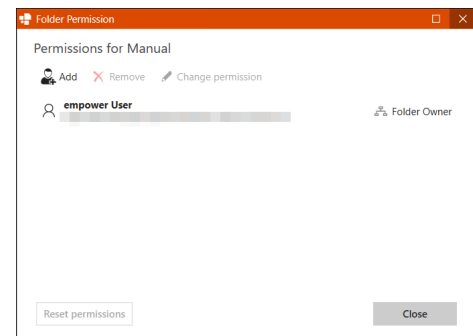 Folder Permission
Permissions for Manual
Add Remove Change permission
empower User
Folder Owner
Reset permissions Close